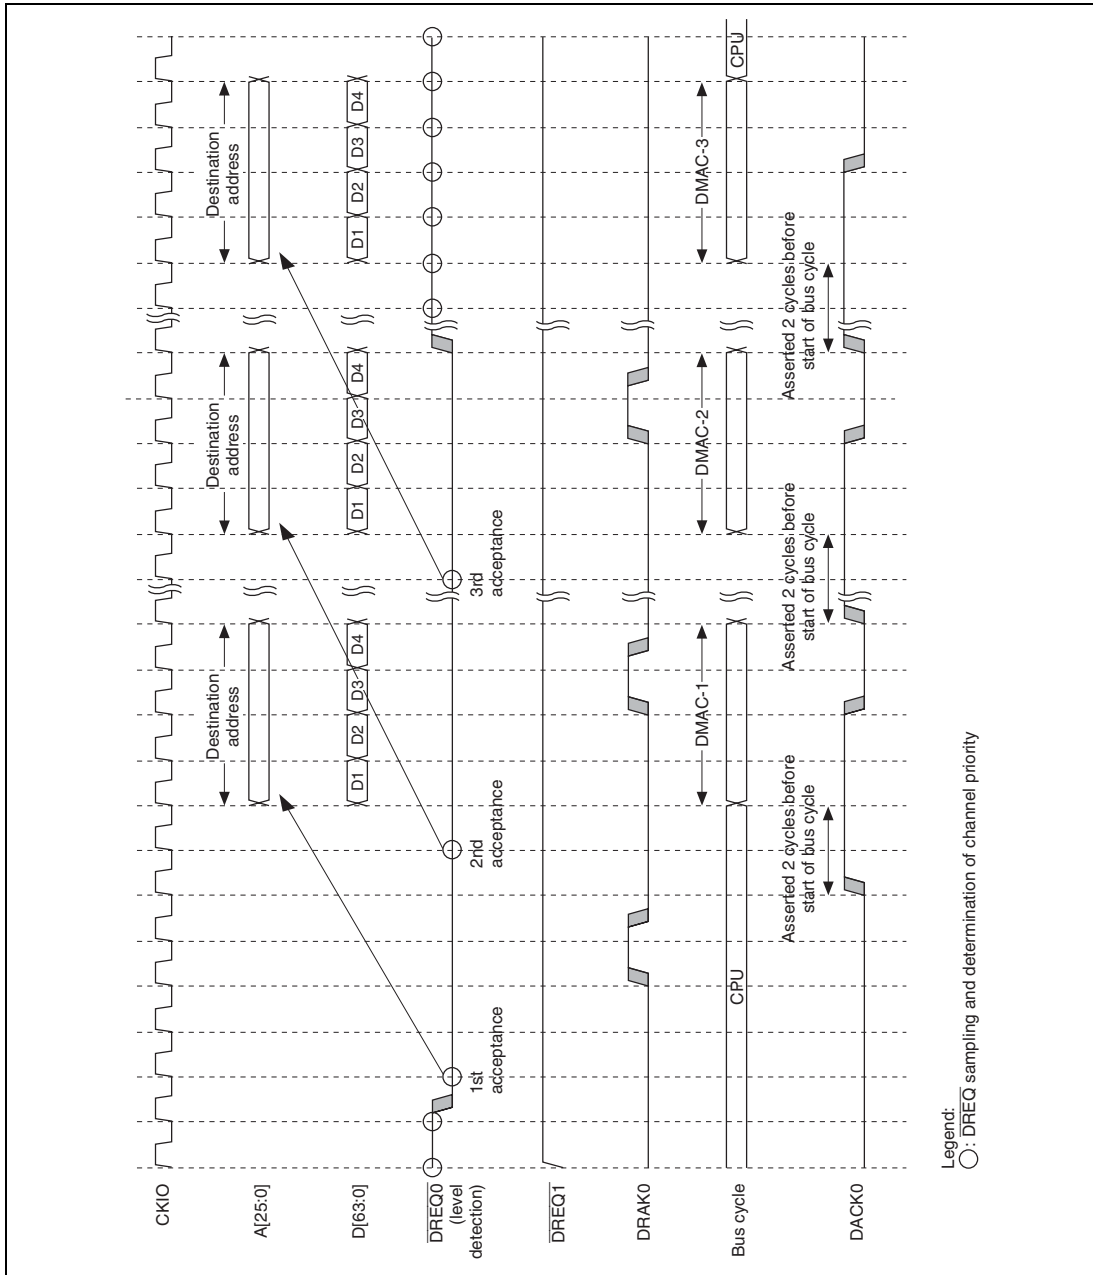 CKIO
A[25:0]
Destination
address
Destination
address
Destination
address
D[63:0]
D1
D2
D3
D4
D1
D2
D3
D4
D1
D2
D3
D4
DREQ0
(level
detection)
1st
acceptance
2nd
acceptance
3rd
acceptance
DREQ1
DRAK0
Bus cycle
CPU
DMAC-1
DMAC-2
DMAC-3
CPU
DACK0
Asserted 2 cycles before
start of bus cycle
Asserted 2 cycles before
start of bus cycle
Asserted 2 cycles before
start of bus cycle
Legend:
○: DREQ sampling and determination of channel priority